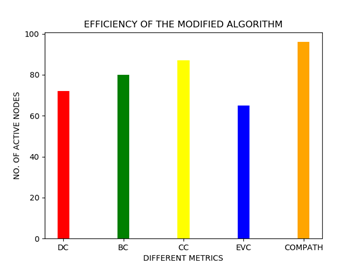 EFFICIENCY OF THE MODIFIED ALGORITHM
100
80
60
40
20
0
NO. OF ACTIVE NODES
DC BC CC EVC COMPATH
DIFFERENT METRICS